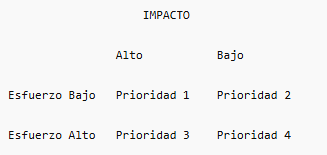 IMPACTO
Alto Bajo
Esfuerzo Bajo Prioridad 1 Prioridad 2
Esfuerzo Alto Prioridad 3 Prioridad 4